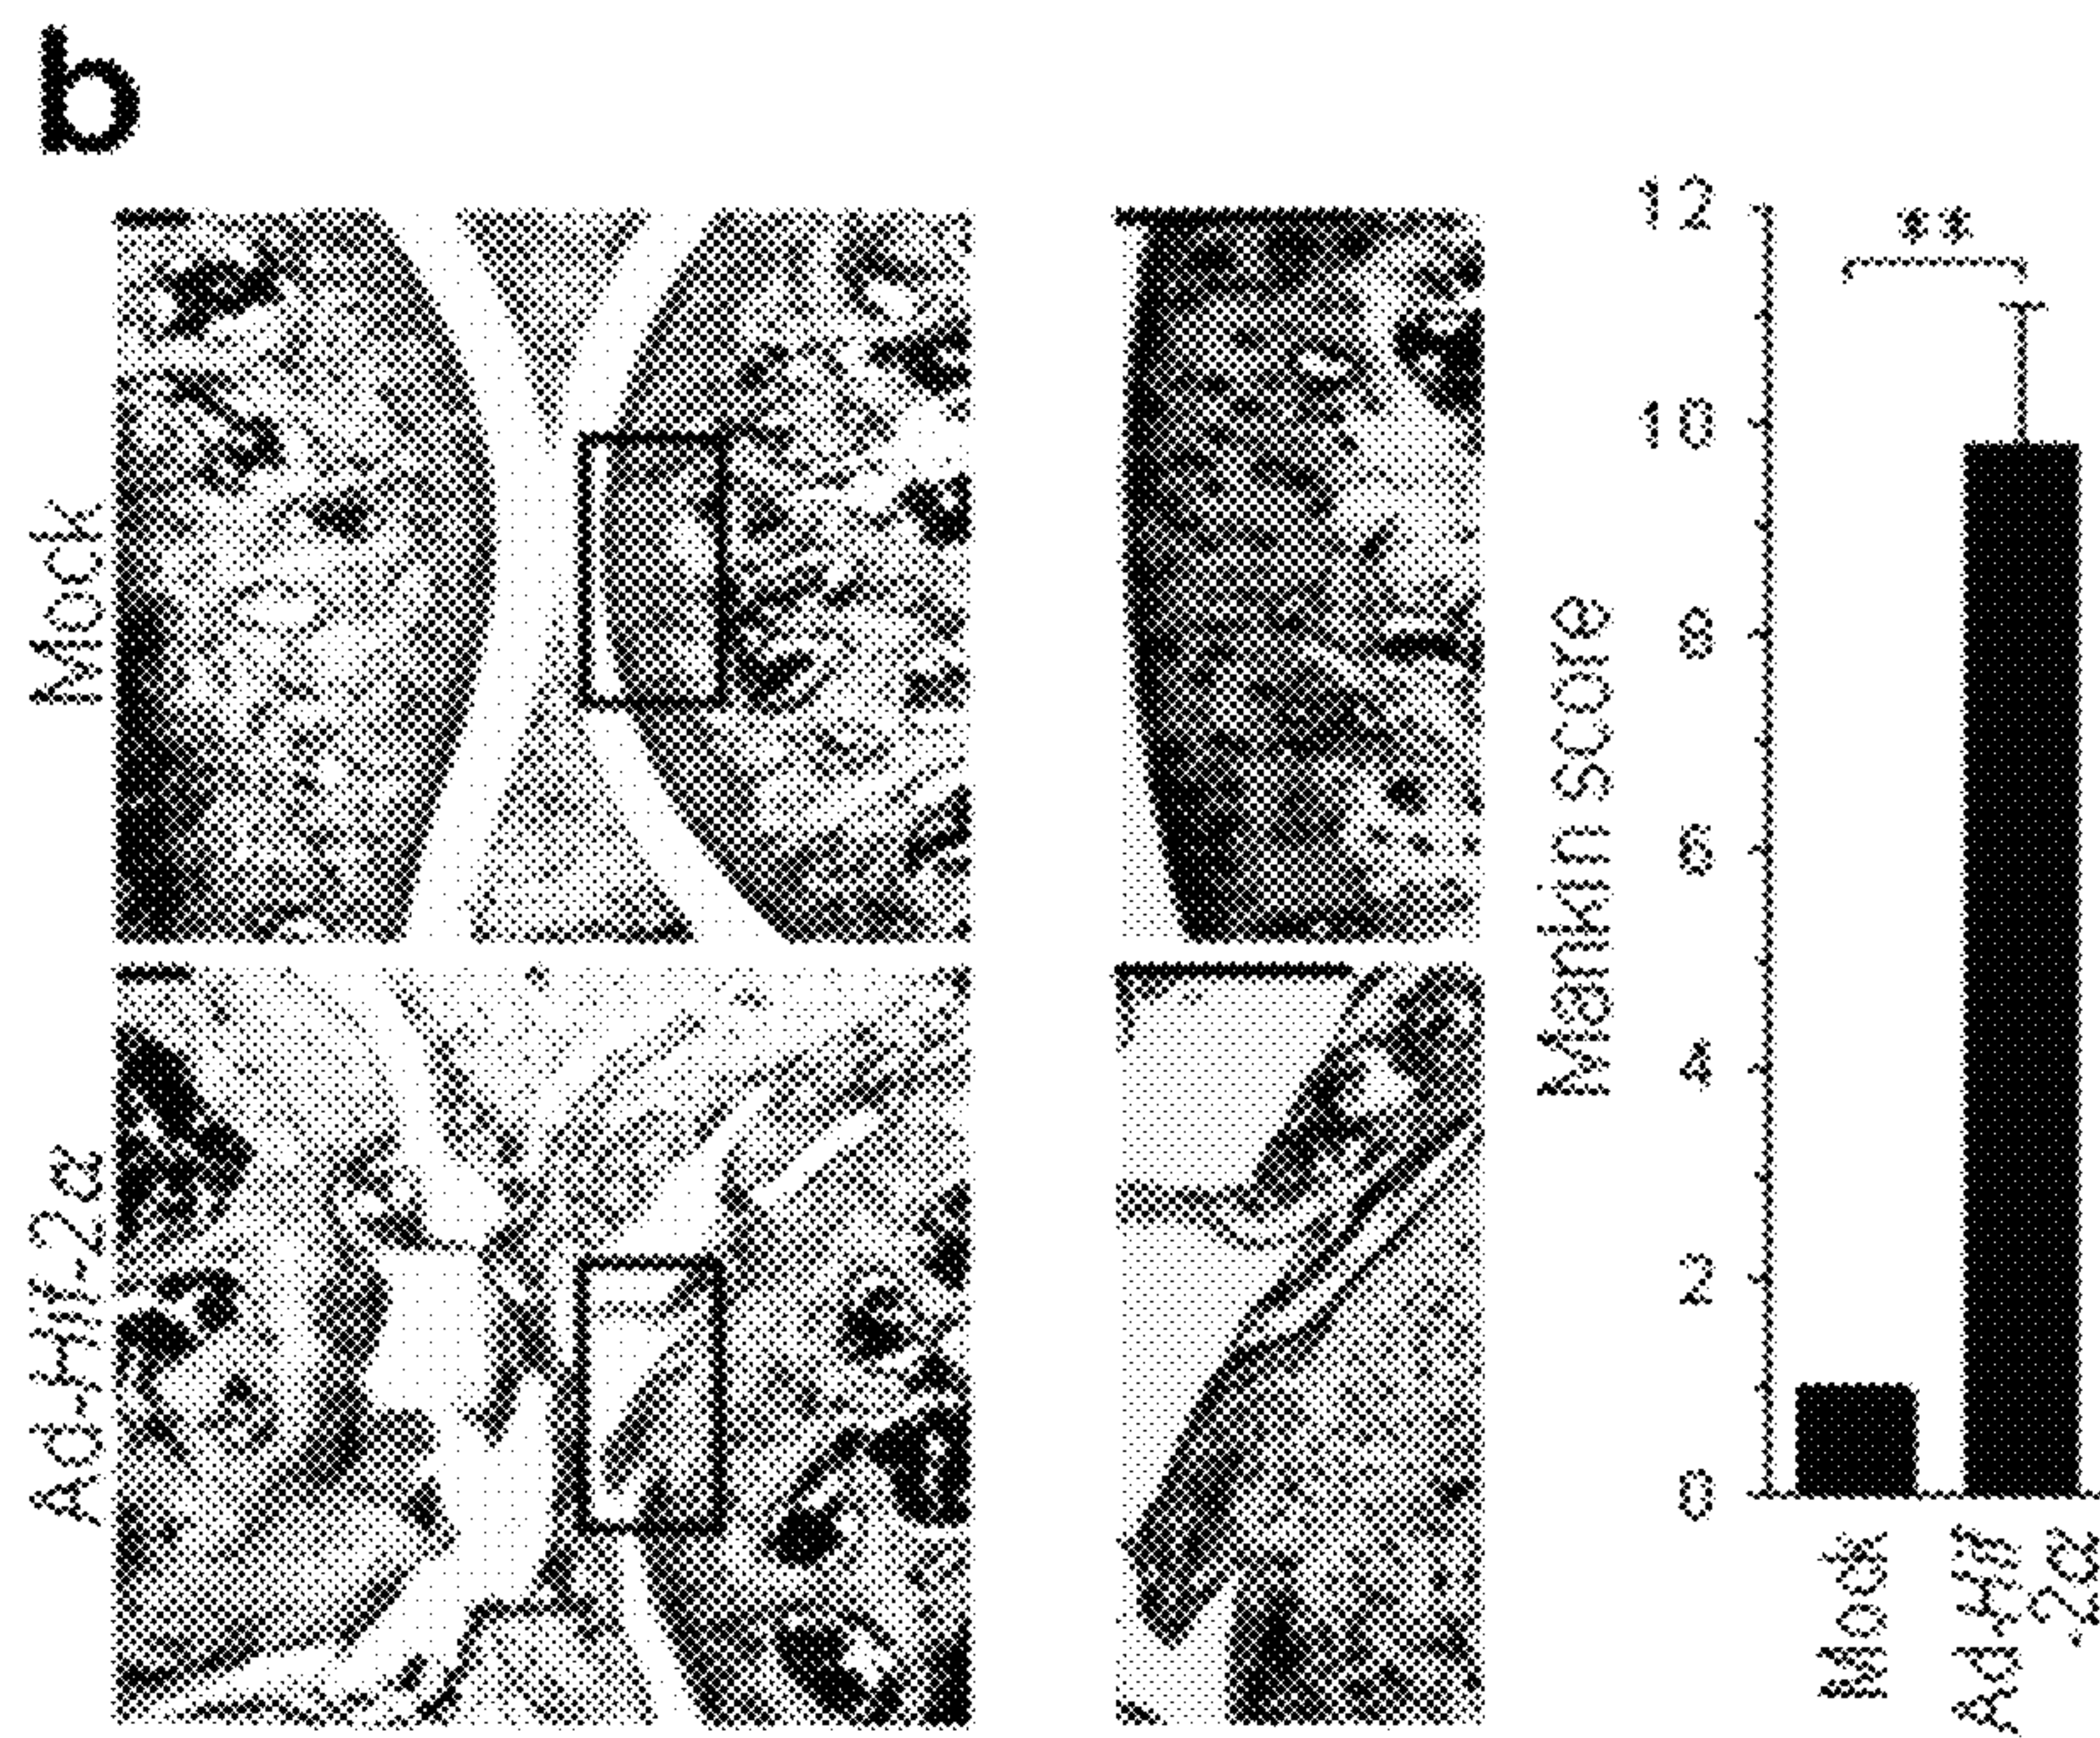 b
Mock
Ad-Hif-2α
Mankin score
12
**
10
8
6
4
2
0
Mock
Ad-Hif
-2α